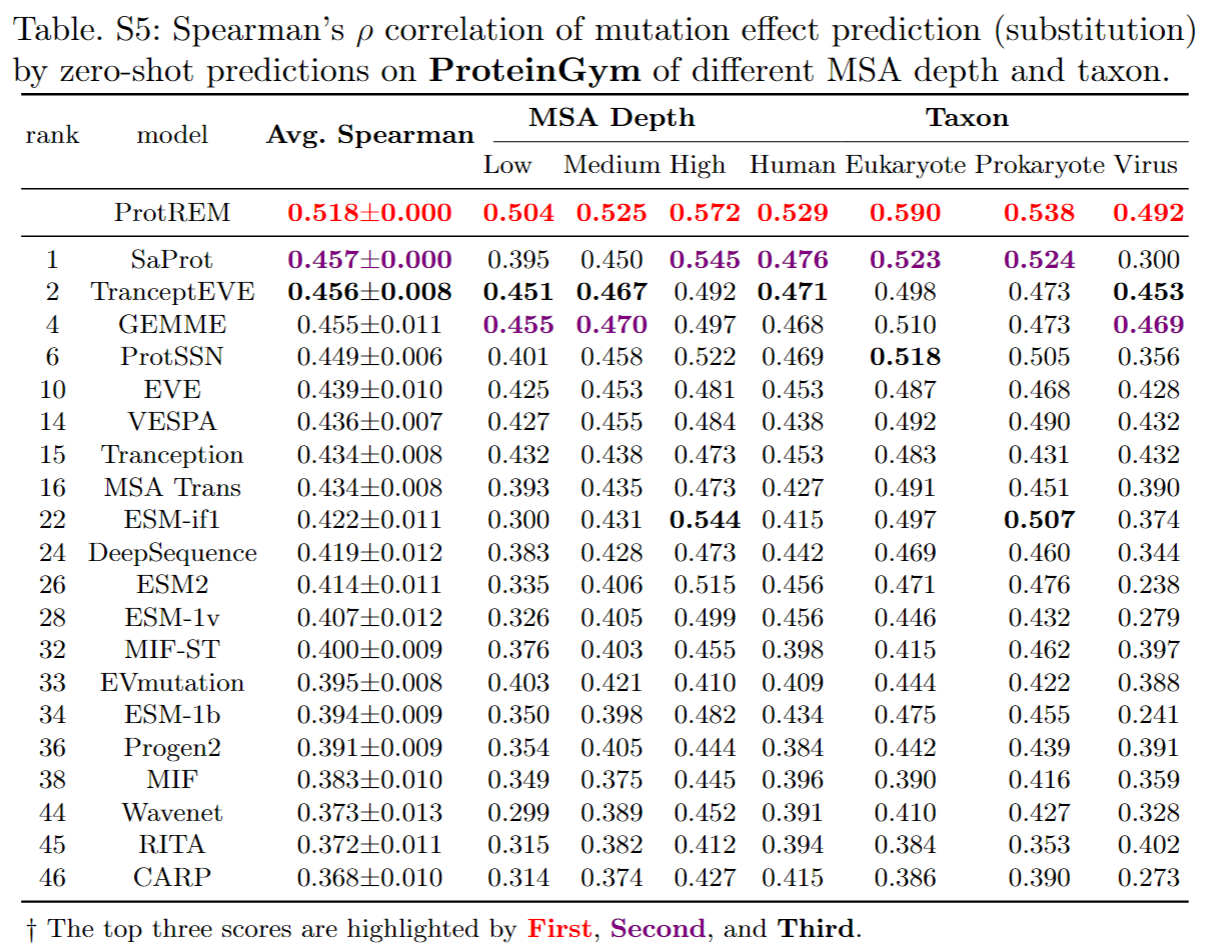 Table. S5: Spearman's ρ correlation of mutation effect prediction (substitution)
by zero-shot predictions on ProteinGym of different MSA depth and taxon.
rank model Avg. Spearman MSA Depth Taxon
Low Medium High Human Eukaryote Prokaryote Virus
ProtREM 0.518±0.000 0.504 0.525 0.572 0.529 0.590 0.538 0.492
1 SaProt 0.457±0.000 0.395 0.450 0.545 0.476 0.523 0.524 0.300
2 TranceptEVE 0.456±0.008 0.451 0.467 0.492 0.471 0.498 0.473 0.453
4 GEMME 0.455±0.011 0.455 0.470 0.497 0.468 0.510 0.473 0.469
6 ProtSSN 0.449±0.006 0.401 0.458 0.522 0.469 0.518 0.505 0.356
10 EVE 0.439±0.010 0.425 0.453 0.481 0.453 0.487 0.468 0.428
14 VESPA 0.436±0.007 0.427 0.455 0.484 0.438 0.492 0.490 0.432
15 Tranception 0.434±0.008 0.432 0.438 0.473 0.453 0.483 0.431 0.432
16 MSA Trans 0.434±0.008 0.393 0.435 0.473 0.427 0.491 0.451 0.390
22 ESM-if1 0.422±0.011 0.300 0.431 0.544 0.415 0.497 0.507 0.374
24 DeepSequence 0.419±0.012 0.383 0.428 0.473 0.442 0.469 0.460 0.344
26 ESM2 0.414±0.011 0.335 0.406 0.515 0.456 0.471 0.476 0.238
28 ESM-1v 0.407±0.012 0.326 0.405 0.499 0.456 0.446 0.432 0.279
32 MIF-ST 0.400±0.009 0.376 0.403 0.455 0.398 0.415 0.462 0.397
33 EVmutation 0.395±0.008 0.403 0.421 0.410 0.409 0.444 0.422 0.388
34 ESM-1b 0.394±0.009 0.350 0.398 0.482 0.434 0.475 0.455 0.241
36 Progen2 0.391±0.009 0.354 0.405 0.444 0.384 0.442 0.439 0.391
38 MIF 0.383±0.010 0.349 0.375 0.445 0.396 0.390 0.416 0.359
44 Wavenet 0.373±0.013 0.299 0.389 0.452 0.391 0.410 0.427 0.328
45 RITA 0.372±0.011 0.315 0.382 0.412 0.394 0.384 0.353 0.402
46 CARP 0.368±0.010 0.314 0.374 0.427 0.415 0.386 0.390 0.273
† The top three scores are highlighted by First, Second, and Third.